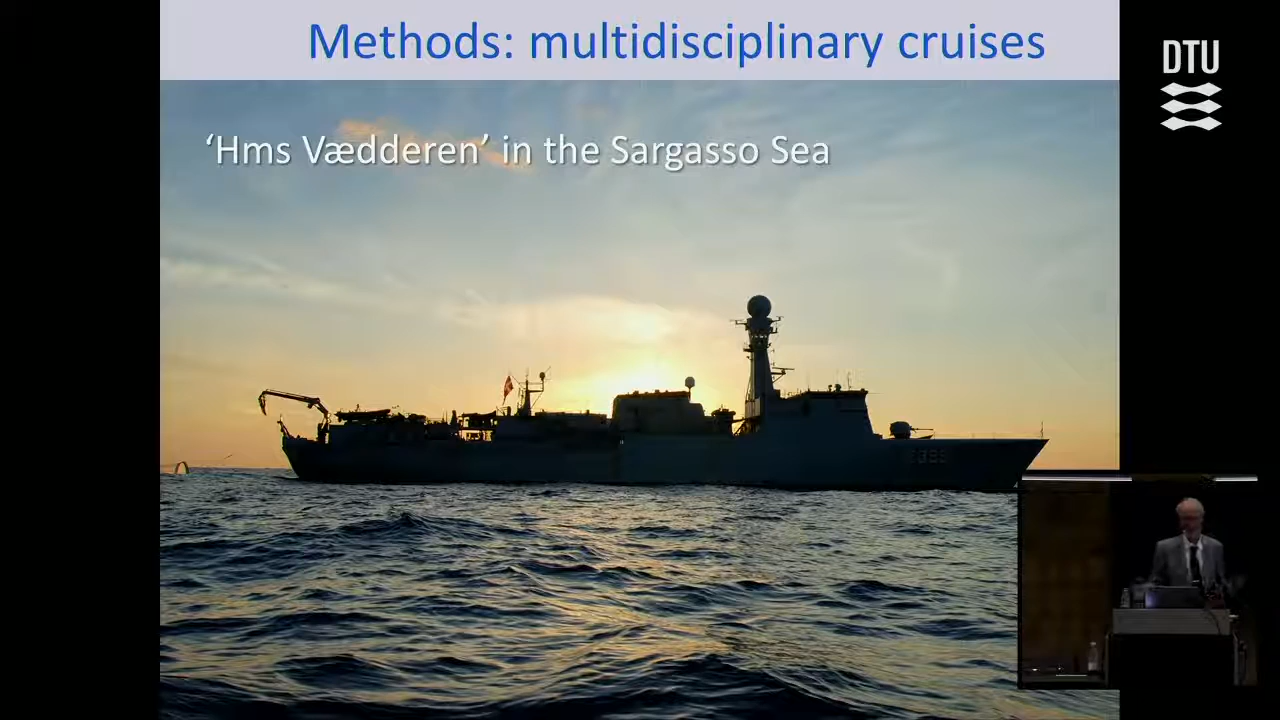 Methods: multidisciplinary cruises
‘Hms Vædderen’ in the Sargasso Sea
DTU